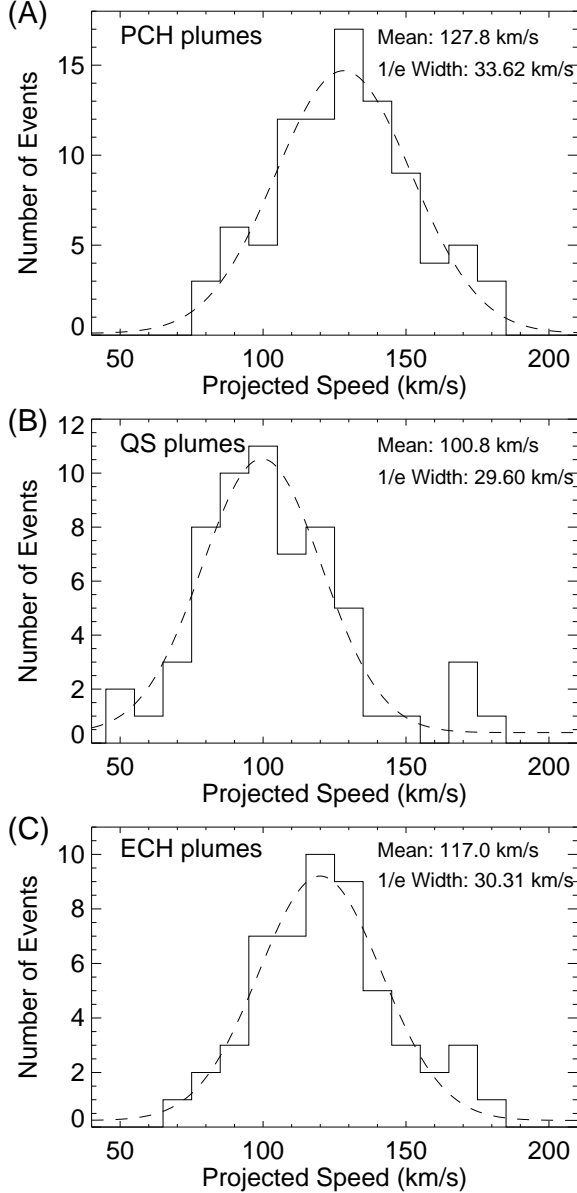 (A)
PCH plumes
Mean: 127.8 km/s
1/e Width: 33.62 km/s
15
10
5
0
Number of Events
50 100 150 200
Projected Speed (km/s)
(B)
QS plumes
Mean: 100.8 km/s
1/e Width: 29.60 km/s
12
10
8
6
4
2
0
Number of Events
50 100 150 200
Projected Speed (km/s)
(C)
ECH plumes
Mean: 117.0 km/s
1/e Width: 30.31 km/s
10
8
6
4
2
0
Number of Events
50 100 150 200
Projected Speed (km/s)